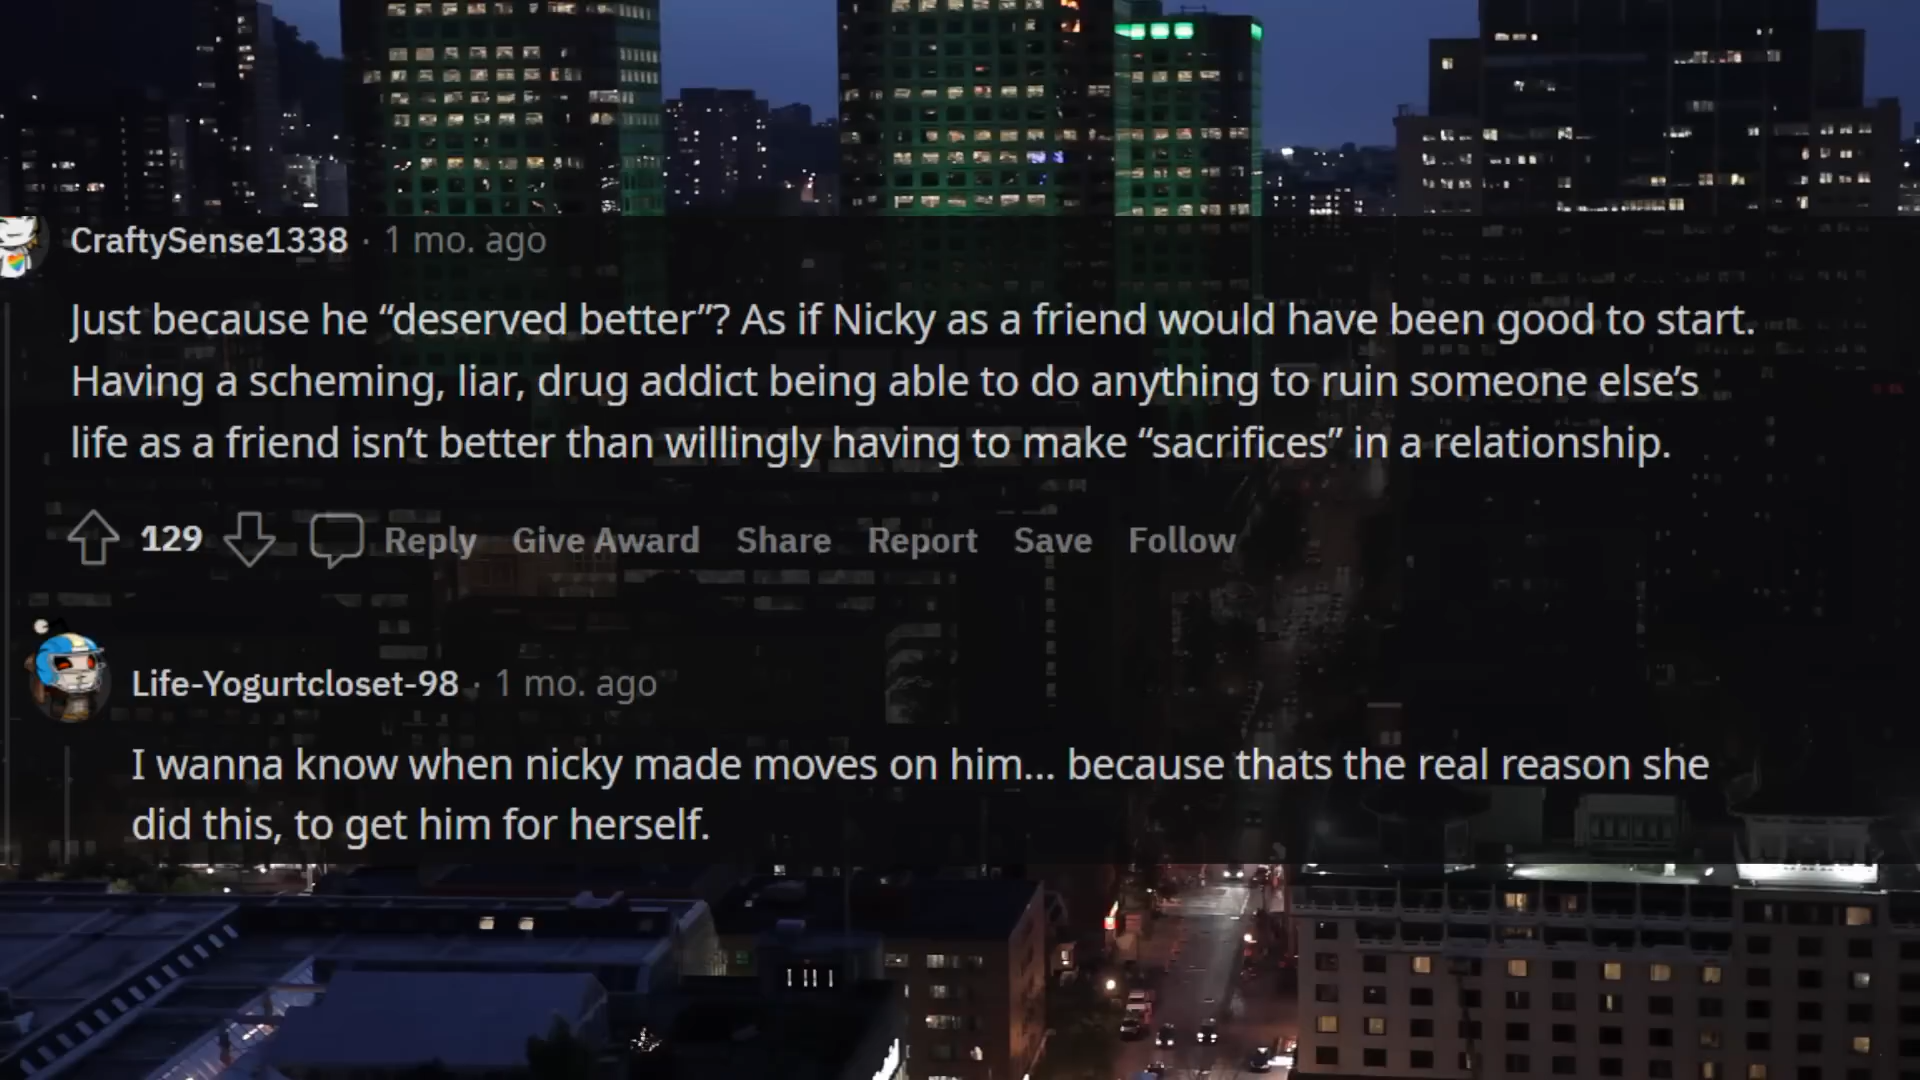 CraftySense1338 · 1 mo. ago
Just because he “deserved better”? As if Nicky as a friend would have been good to start.
Having a scheming, liar, drug addict being able to do anything to ruin someone else’s
life as a friend isn’t better than willingly having to make “sacrifices” in a relationship.
129 Reply Give Award Share Report Save Follow
Life-Yogurtcloset-98 · 1 mo. ago
I wanna know when nicky made moves on him... because thats the real reason she
did this, to get him for herself.